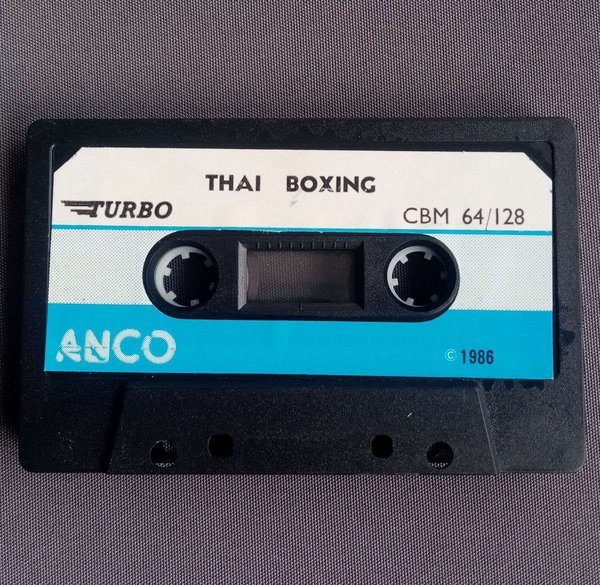 THAI BOXING
TURBO
CBM 64/128
ANCO
© 1986